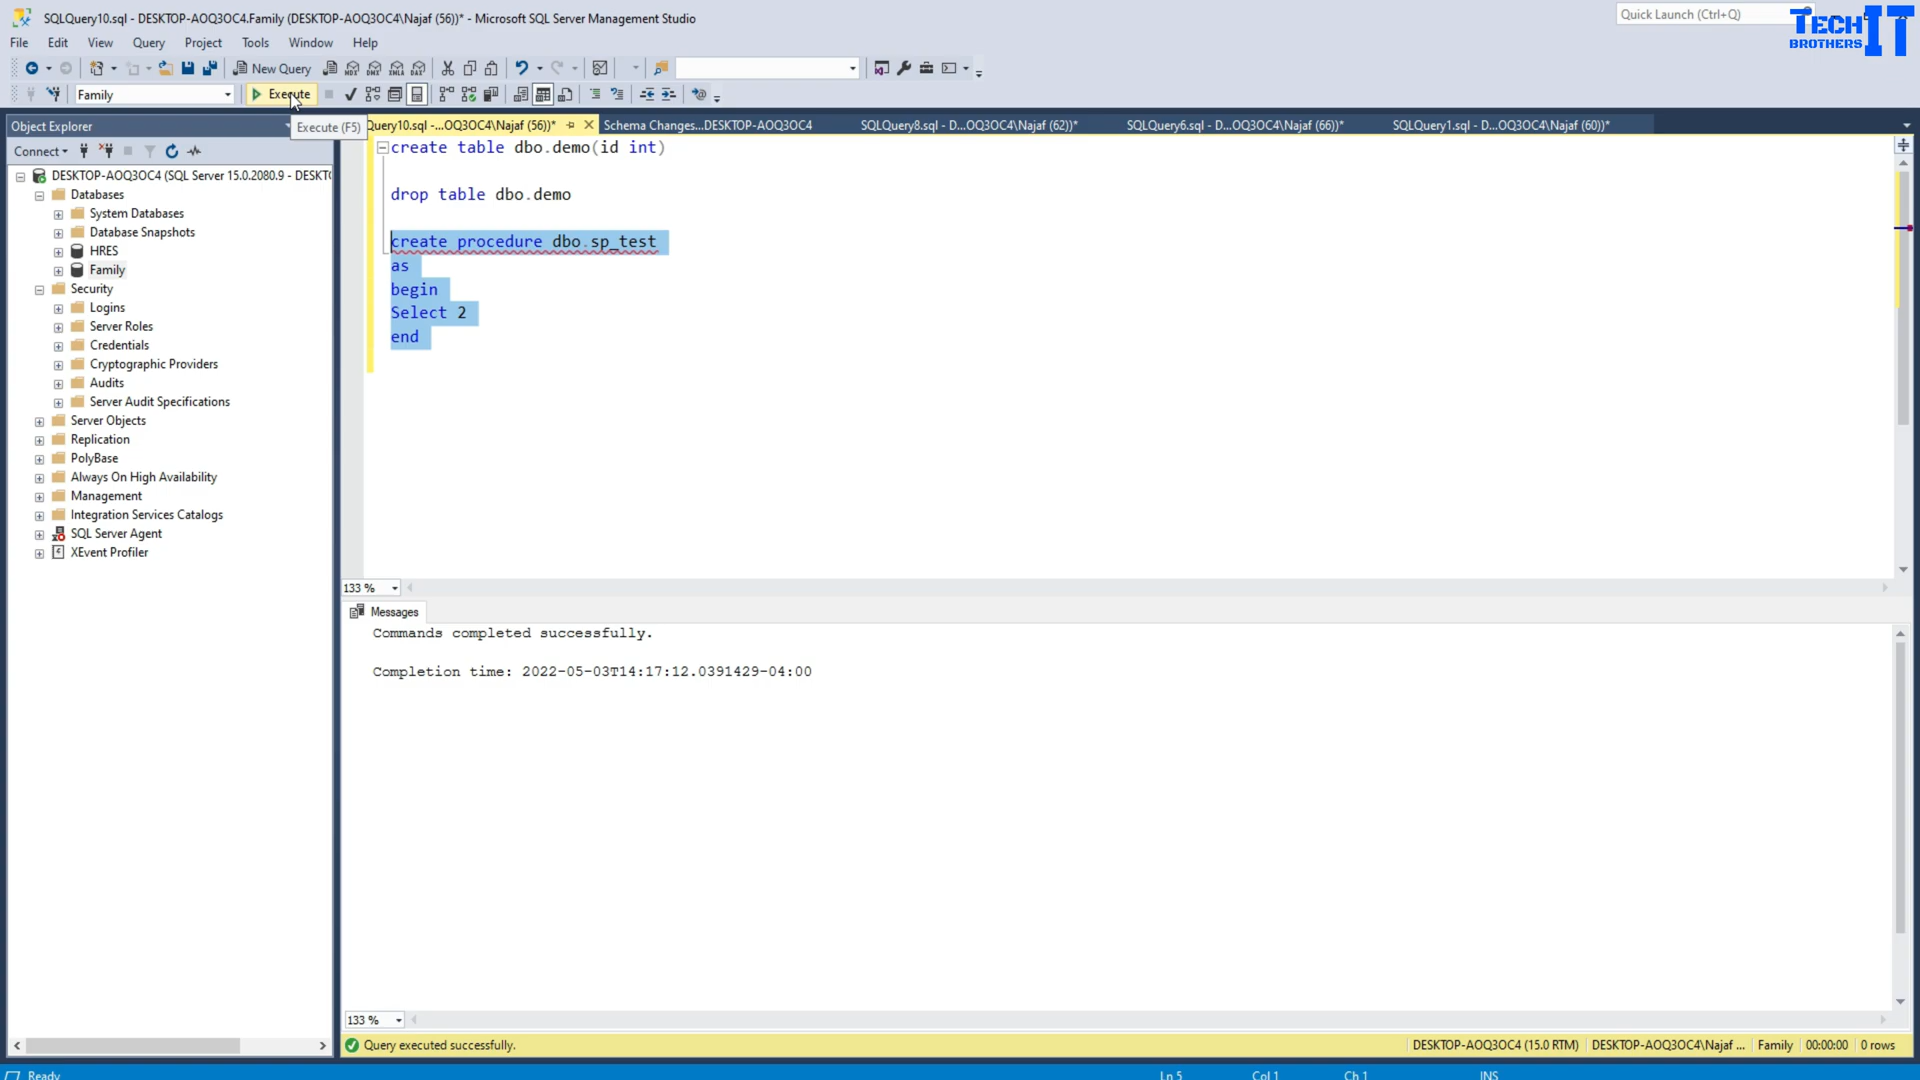 SQLQuery10.sql - DESKTOP-AOQ3OC4.Family (DESKTOP-AOQ3OC4\Najaf (56))* - Microsoft SQL Server Management Studio
Quick Launch (Ctrl+Q)
TECH IT
BROTHERS
File Edit View Query Project Tools Window Help
New Query
Family
Execute
Execute (F5)
Object Explorer
Query10.sql -...OQ3OC4\Najaf (56))*
Schema Changes...DESKTOP-AOQ3OC4
SQLQuery8.sql - D...OQ3OC4\Najaf (62))*
SQLQuery6.sql - D...OQ3OC4\Najaf (66))*
SQLQuery1.sql - D...OQ3OC4\Najaf (60))*
Connect
DESKTOP-AOQ3OC4 (SQL Server 15.0.2080.9 - DESKT
Databases
System Databases
Database Snapshots
HRES
Family
Security
Logins
Server Roles
Credentials
Cryptographic Providers
Audits
Server Audit Specifications
Server Objects
Replication
PolyBase
Always On High Availability
Management
Integration Services Catalogs
SQL Server Agent
XEvent Profiler
create table dbo.demo(id int)
drop table dbo.demo
create procedure dbo.sp_test
as
begin
Select 2
end
133 %
Messages
Commands completed successfully.
Completion time: 2022-05-03T14:17:12.0391429-04:00
133 %
Query executed successfully.
DESKTOP-AOQ3OC4 (15.0 RTM)
DESKTOP-AOQ3OC4\Najaf ...
Family
00:00:00
0 rows
Ready
Ln 5
Col 1
Ch 1
INS